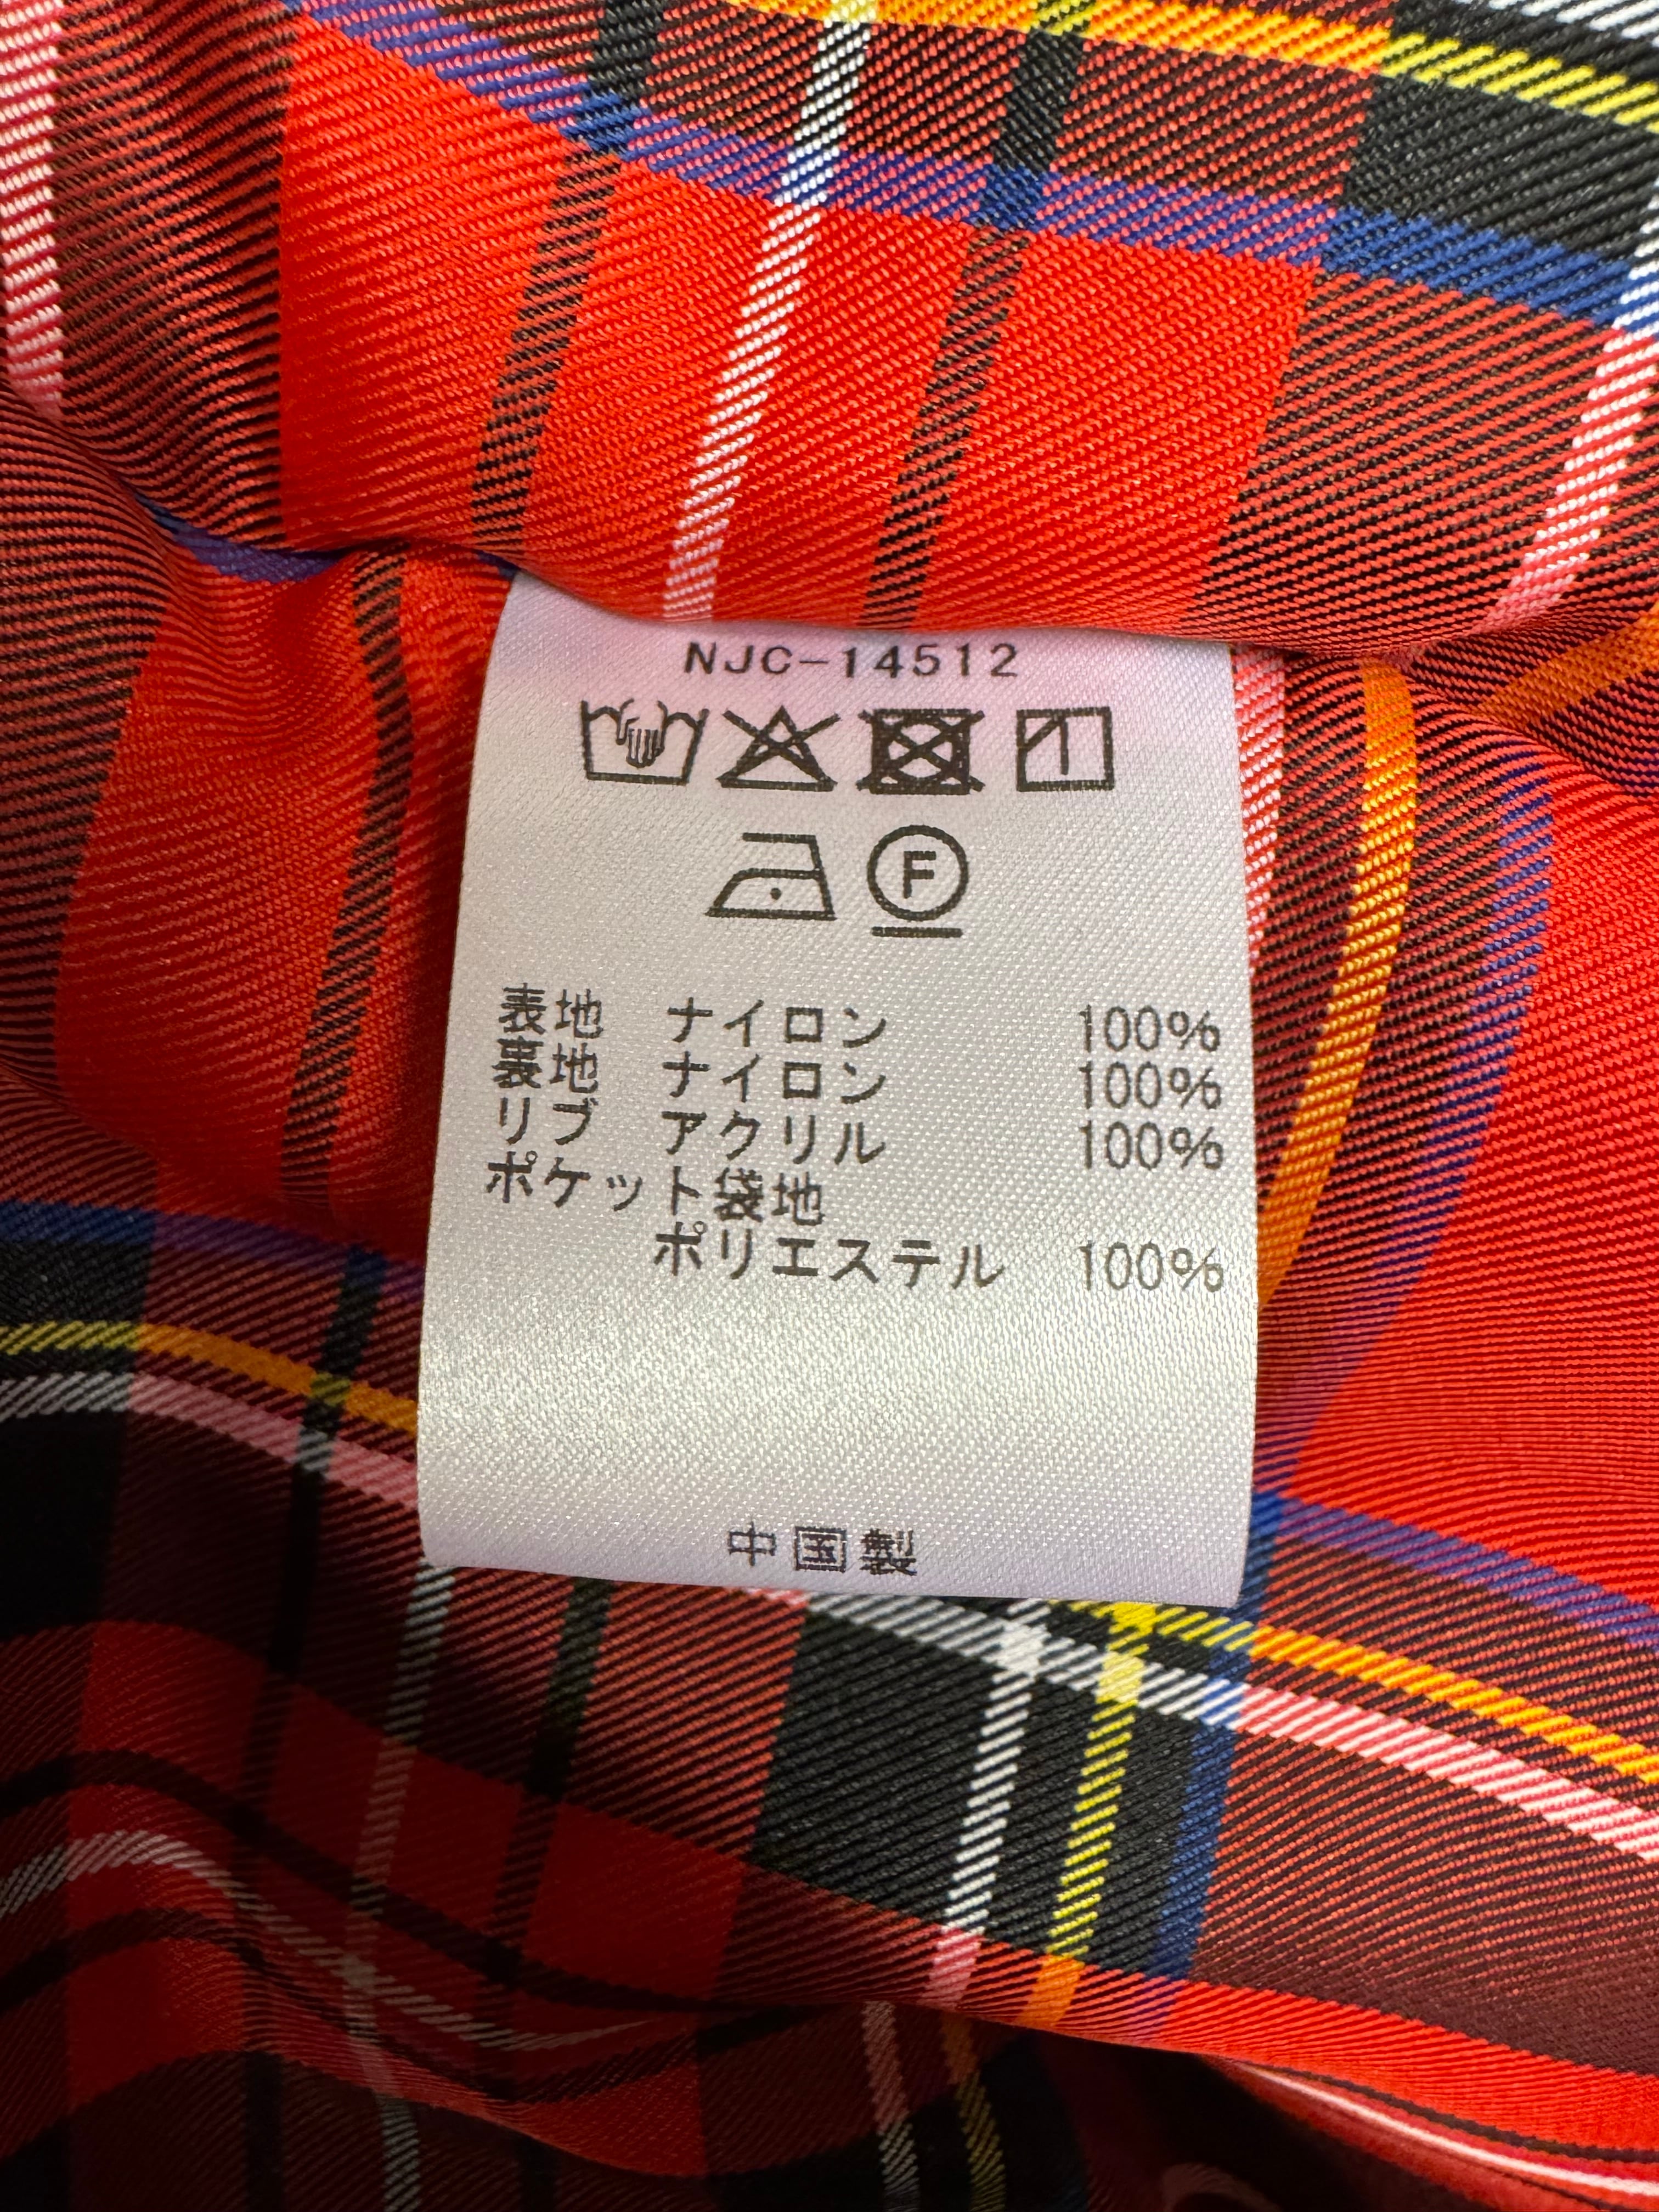 NJC-14512
F
表地 ナイロン 100%
裏地 ナイロン 100%
リブ アクリル 100%
ポケット袋地
ポリエステル 100%
中国製